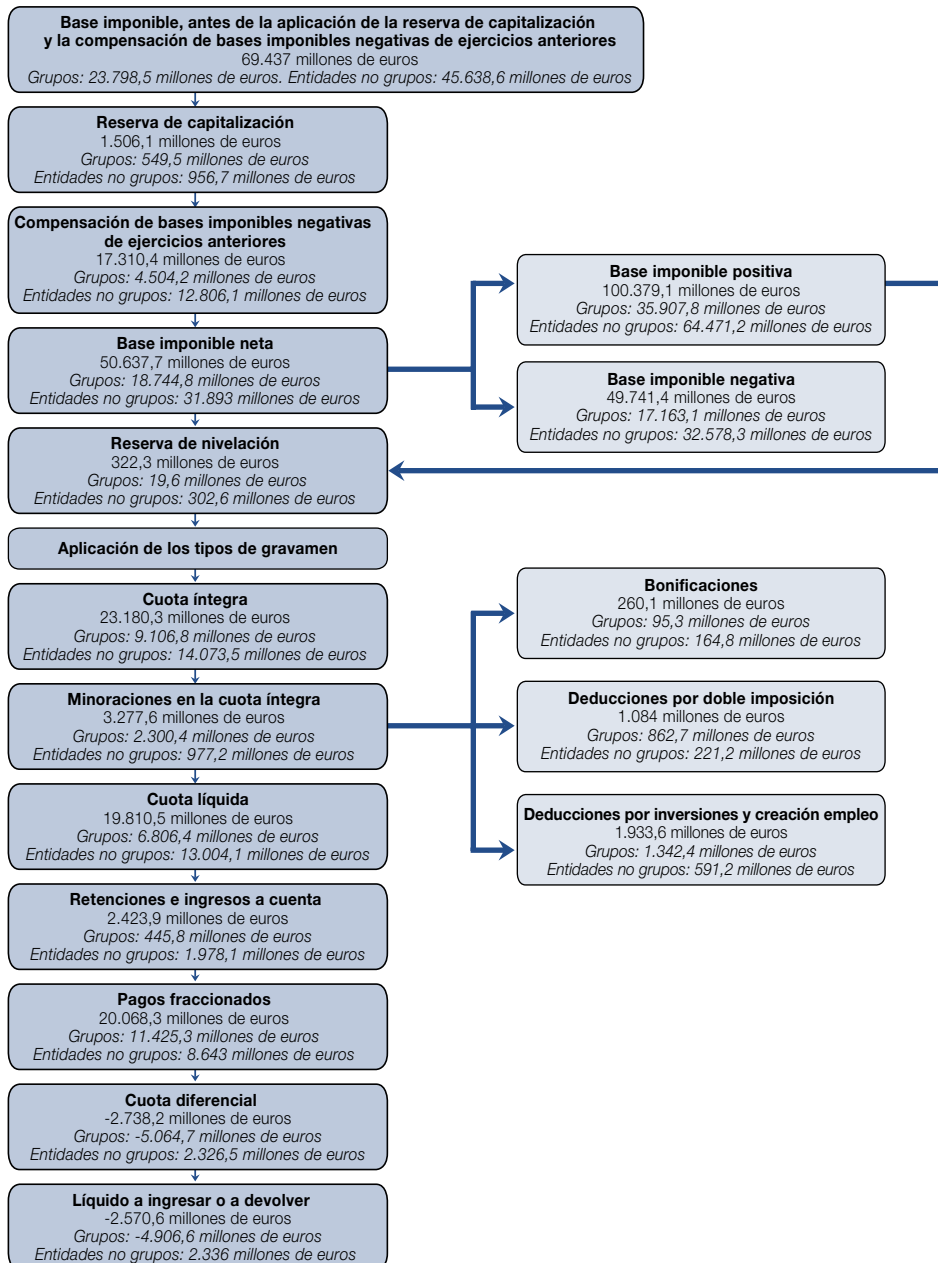 Base imponible, antes de la aplicación de la reserva de capitalización
y la compensación de bases imponibles negativas de ejercicios anteriores
69.437 millones de euros
Grupos: 23.798,5 millones de euros. Entidades no grupos: 45.638,6 millones de euros
Reserva de capitalización
1.506,1 millones de euros
Grupos: 549,5 millones de euros
Entidades no grupos: 956,7 millones de euros
Compensación de bases imponibles negativas
de ejercicios anteriores
17.310,4 millones de euros
Grupos: 4.504,2 millones de euros
Entidades no grupos: 12.806,1 millones de euros
Base imponible positiva
100.379,1 millones de euros
Grupos: 35.907,8 millones de euros
Entidades no grupos: 64.471,2 millones de euros
Base imponible neta
50.637,7 millones de euros
Grupos: 18.744,8 millones de euros
Entidades no grupos: 31.893 millones de euros
Base imponible negativa
49.741,4 millones de euros
Grupos: 17.163,1 millones de euros
Entidades no grupos: 32.578,3 millones de euros
Reserva de nivelación
322,3 millones de euros
Grupos: 19,6 millones de euros
Entidades no grupos: 302,6 millones de euros
Aplicación de los tipos de gravamen
Cuota íntegra
23.180,3 millones de euros
Grupos: 9.106,8 millones de euros
Entidades no grupos: 14.073,5 millones de euros
Bonificaciones
260,1 millones de euros
Grupos: 95,3 millones de euros
Entidades no grupos: 164,8 millones de euros
Minoraciones en la cuota íntegra
3.277,6 millones de euros
Grupos: 2.300,4 millones de euros
Entidades no grupos: 977,2 millones de euros
Deducciones por doble imposición
1.084 millones de euros
Grupos: 862,7 millones de euros
Entidades no grupos: 221,2 millones de euros
Cuota líquida
19.810,5 millones de euros
Grupos: 6.806,4 millones de euros
Entidades no grupos: 13.004,1 millones de euros
Deducciones por inversiones y creación empleo
1.933,6 millones de euros
Grupos: 1.342,4 millones de euros
Entidades no grupos: 591,2 millones de euros
Retenciones e ingresos a cuenta
2.423,9 millones de euros
Grupos: 445,8 millones de euros
Entidades no grupos: 1.978,1 millones de euros
Pagos fraccionados
20.068,3 millones de euros
Grupos: 11.425,3 millones de euros
Entidades no grupos: 8.643 millones de euros
Cuota diferencial
-2.738,2 millones de euros
Grupos: -5.064,7 millones de euros
Entidades no grupos: 2.326,5 millones de euros
Líquido a ingresar o a devolver
-2.570,6 millones de euros
Grupos: -4.906,6 millones de euros
Entidades no grupos: 2.336 millones de euros